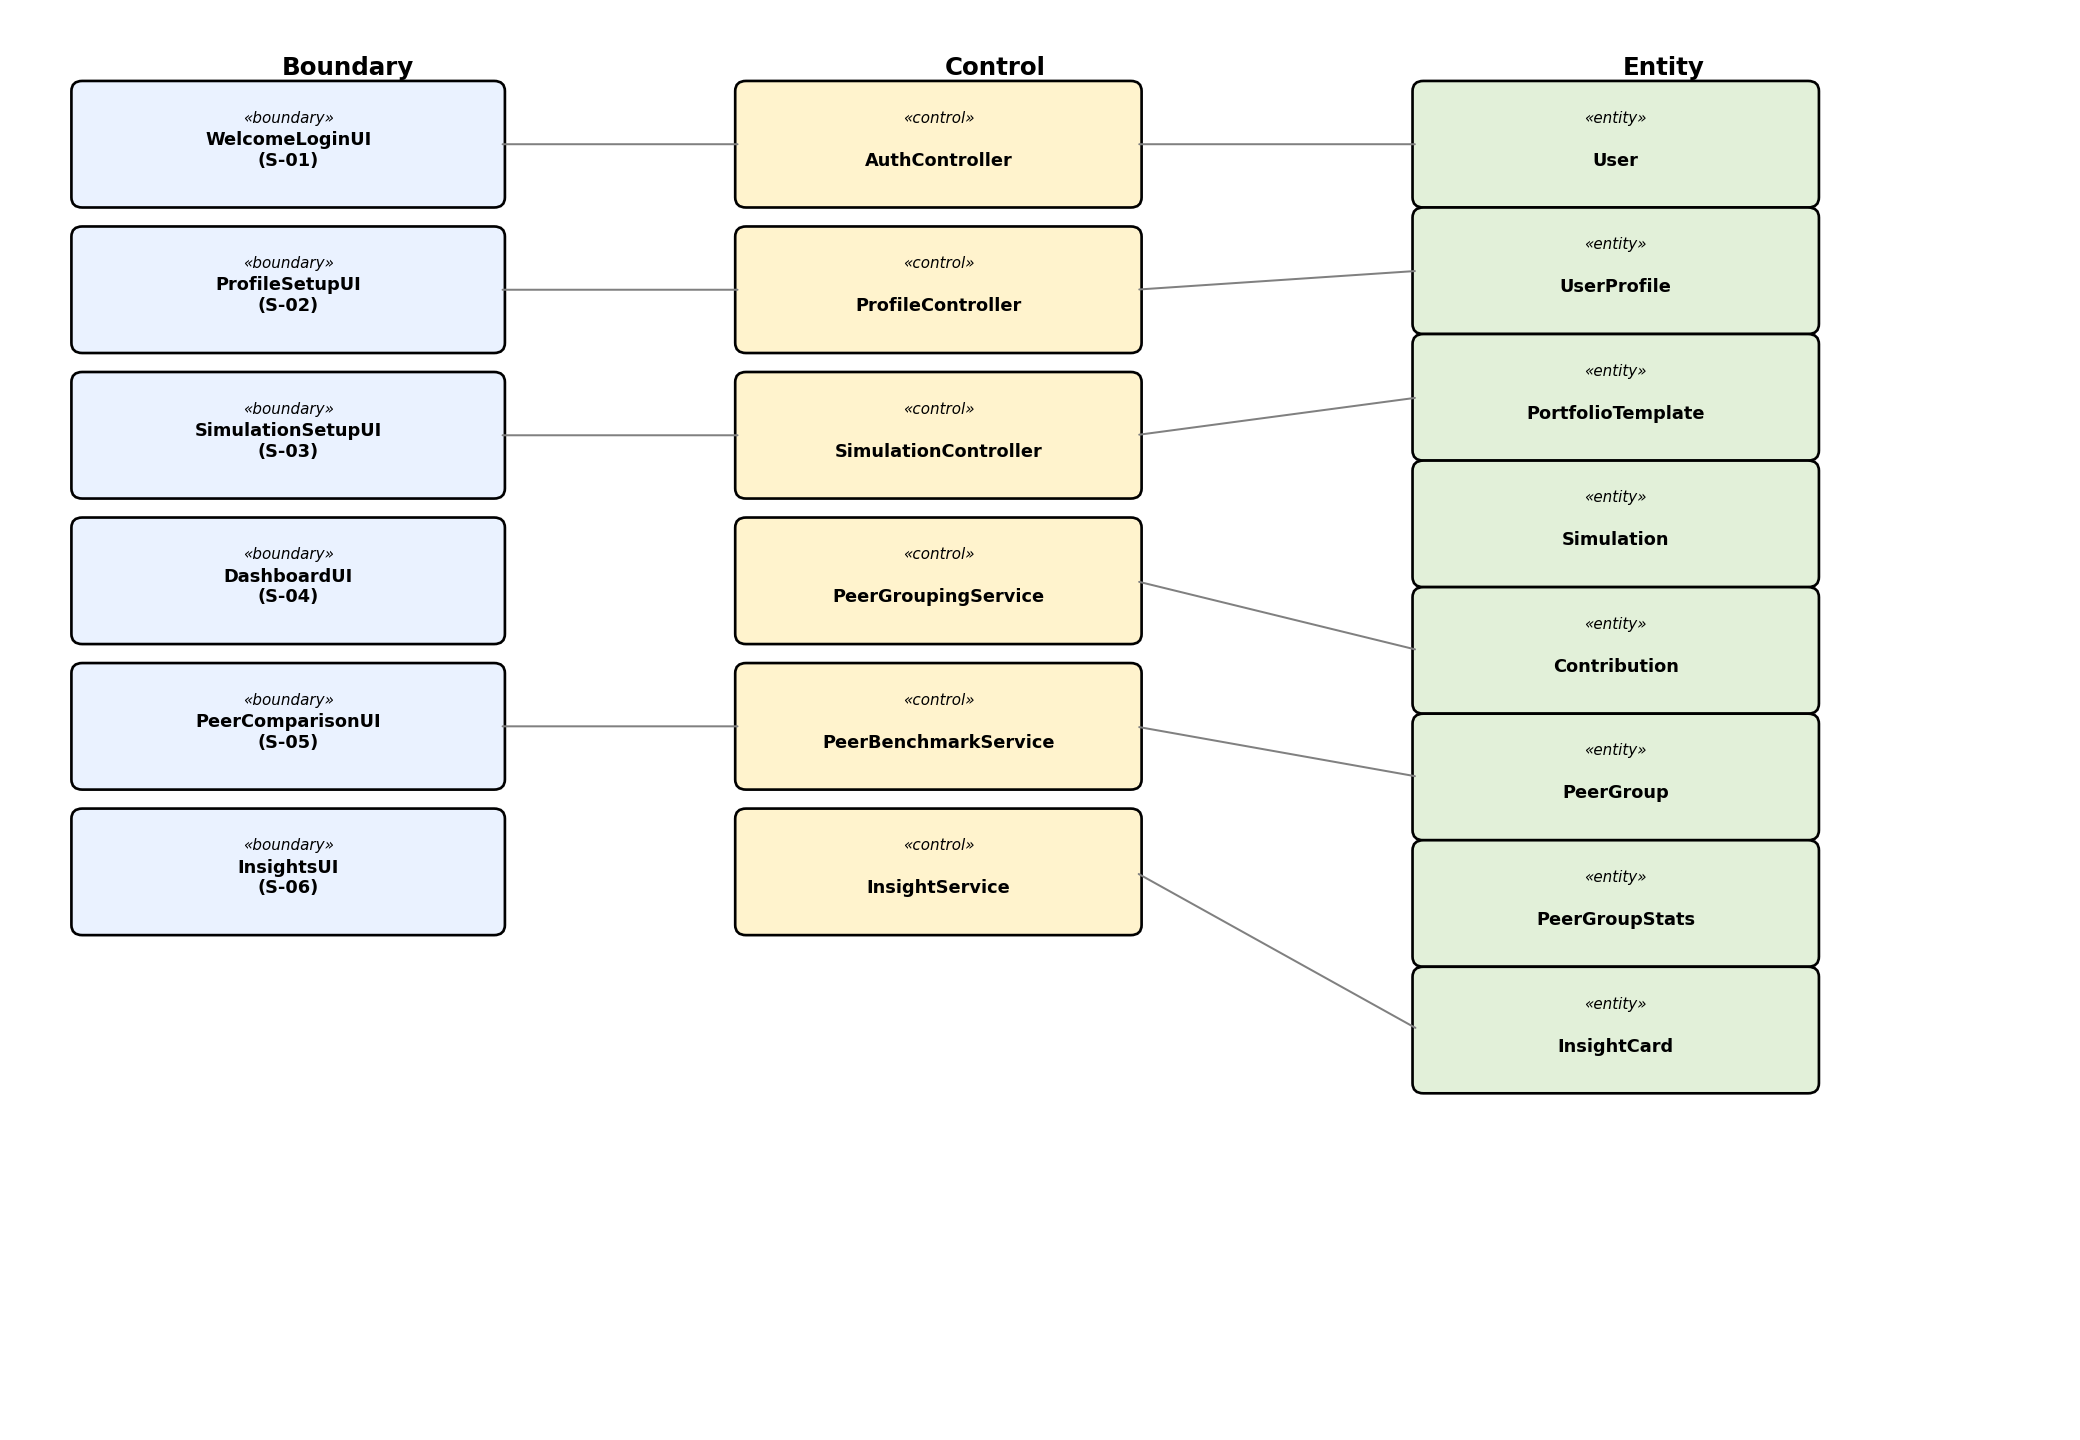 Boundary
Control
Entity
«boundary»
WelcomeLoginUI
(S-01)
«control»
AuthController
«entity»
User
«boundary»
ProfileSetupUI
(S-02)
«control»
ProfileController
«entity»
UserProfile
«boundary»
SimulationSetupUI
(S-03)
«control»
SimulationController
«entity»
PortfolioTemplate
«entity»
Simulation
«boundary»
DashboardUI
(S-04)
«control»
PeerGroupingService
«entity»
Contribution
«boundary»
PeerComparisonUI
(S-05)
«control»
PeerBenchmarkService
«entity»
PeerGroup
«boundary»
InsightsUI
(S-06)
«control»
InsightService
«entity»
PeerGroupStats
«entity»
InsightCard